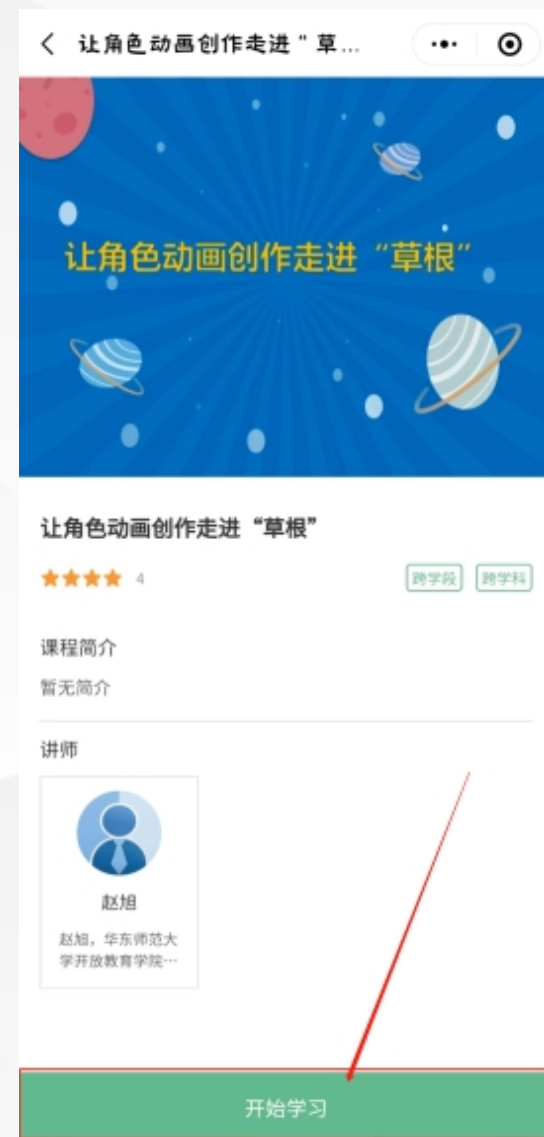 让角色动画创作走进“草...
让角色动画创作走进“草根”
让角色动画创作走进“草根”
4
跨学段 跨学科
课程简介
暂无简介
讲师
赵旭
赵旭，华东师范大
学开放教育学院…
开始学习